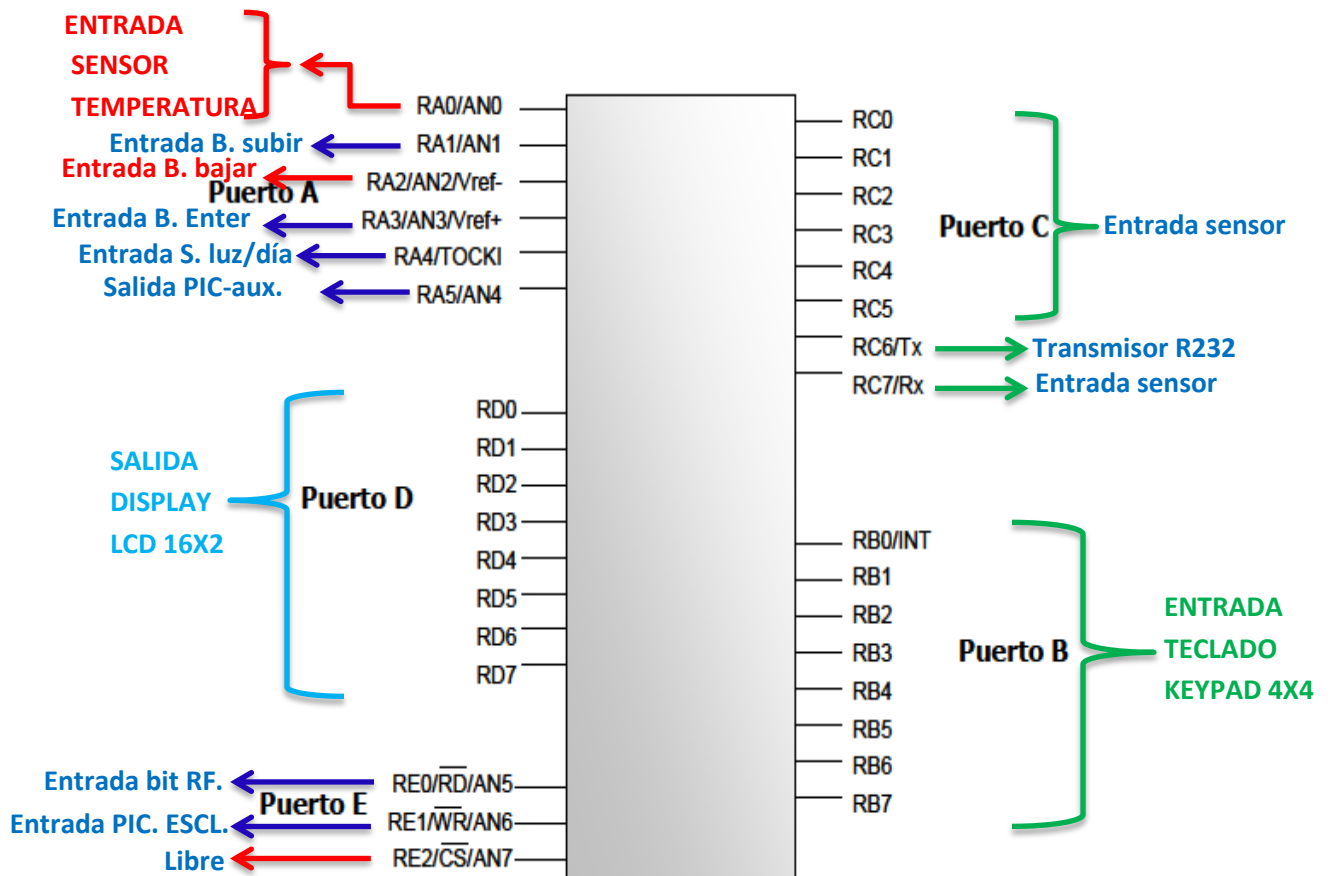 ENTRADA
SENSOR
TEMPERATURA
RA0/AN0
Entrada B. subir
RA1/AN1
Entrada B. bajar
RA2/AN2/Vref-
Puerto A
Entrada B. Enter
RA3/AN3/Vref+
Entrada S. luz/día
RA4/TOCKI
Salida PIC-aux.
RA5/AN4
RC0
RC1
RC2
RC3
RC4
RC5
Puerto C
Entrada sensor
RC6/Tx
Transmisor R232
RC7/Rx
Entrada sensor
SALIDA
DISPLAY
LCD 16X2
Puerto D
RD0
RD1
RD2
RD3
RD4
RD5
RD6
RD7
RB0/INT
RB1
RB2
RB3
RB4
RB5
RB6
RB7
Puerto B
ENTRADA
TECLADO
KEYPAD 4X4
Entrada bit RF.
RE0/R̅D̅/AN5
Puerto E
Entrada PIC. ESCL.
RE1/W̅R̅/AN6
Libre
RE2/C̅S̅/AN7